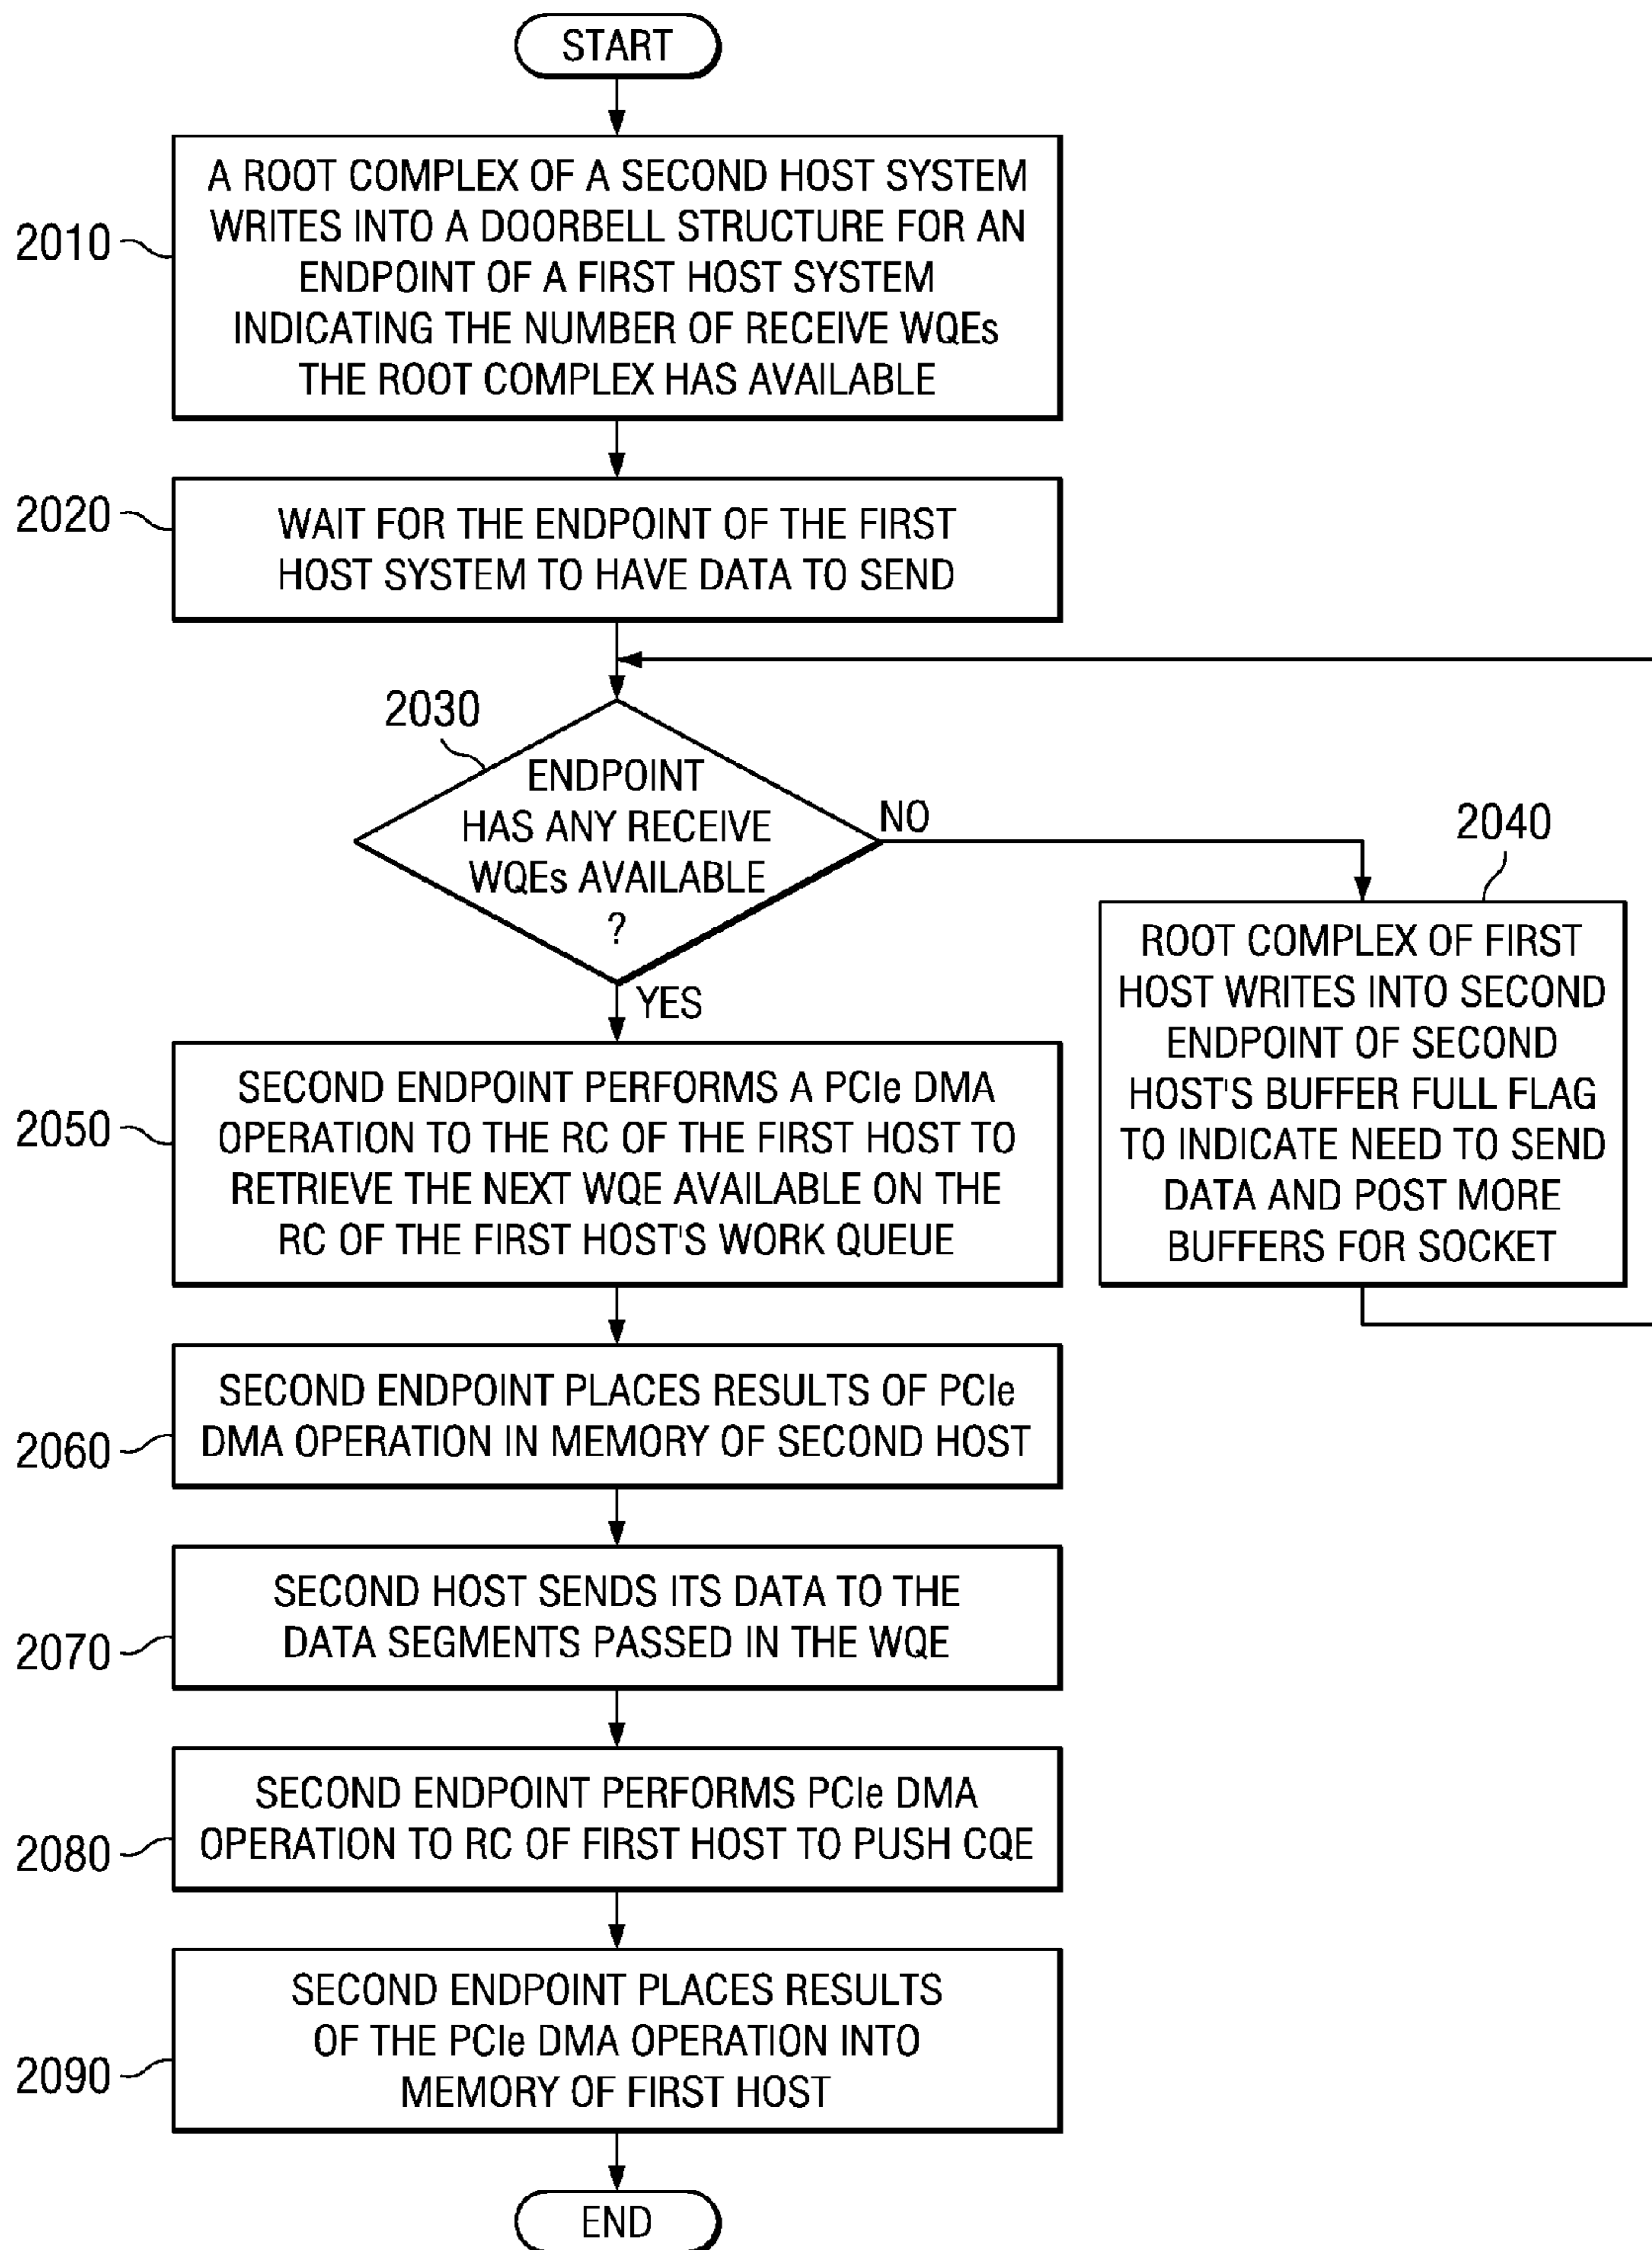 START
2010
A ROOT COMPLEX OF A SECOND HOST SYSTEM
WRITES INTO A DOORBELL STRUCTURE FOR AN
ENDPOINT OF A FIRST HOST SYSTEM
INDICATING THE NUMBER OF RECEIVE WQEs
THE ROOT COMPLEX HAS AVAILABLE
2020
WAIT FOR THE ENDPOINT OF THE FIRST
HOST SYSTEM TO HAVE DATA TO SEND
2030
ENDPOINT
HAS ANY RECEIVE
WQEs AVAILABLE
?
NO
YES
2040
ROOT COMPLEX OF FIRST
HOST WRITES INTO SECOND
ENDPOINT OF SECOND
HOST'S BUFFER FULL FLAG
TO INDICATE NEED TO SEND
DATA AND POST MORE
BUFFERS FOR SOCKET
2050
SECOND ENDPOINT PERFORMS A PCIe DMA
OPERATION TO THE RC OF THE FIRST HOST TO
RETRIEVE THE NEXT WQE AVAILABLE ON THE
RC OF THE FIRST HOST'S WORK QUEUE
2060
SECOND ENDPOINT PLACES RESULTS OF PCIe
DMA OPERATION IN MEMORY OF SECOND HOST
2070
SECOND HOST SENDS ITS DATA TO THE
DATA SEGMENTS PASSED IN THE WQE
2080
SECOND ENDPOINT PERFORMS PCIe DMA
OPERATION TO RC OF FIRST HOST TO PUSH CQE
2090
SECOND ENDPOINT PLACES RESULTS
OF THE PCIe DMA OPERATION INTO
MEMORY OF FIRST HOST
END